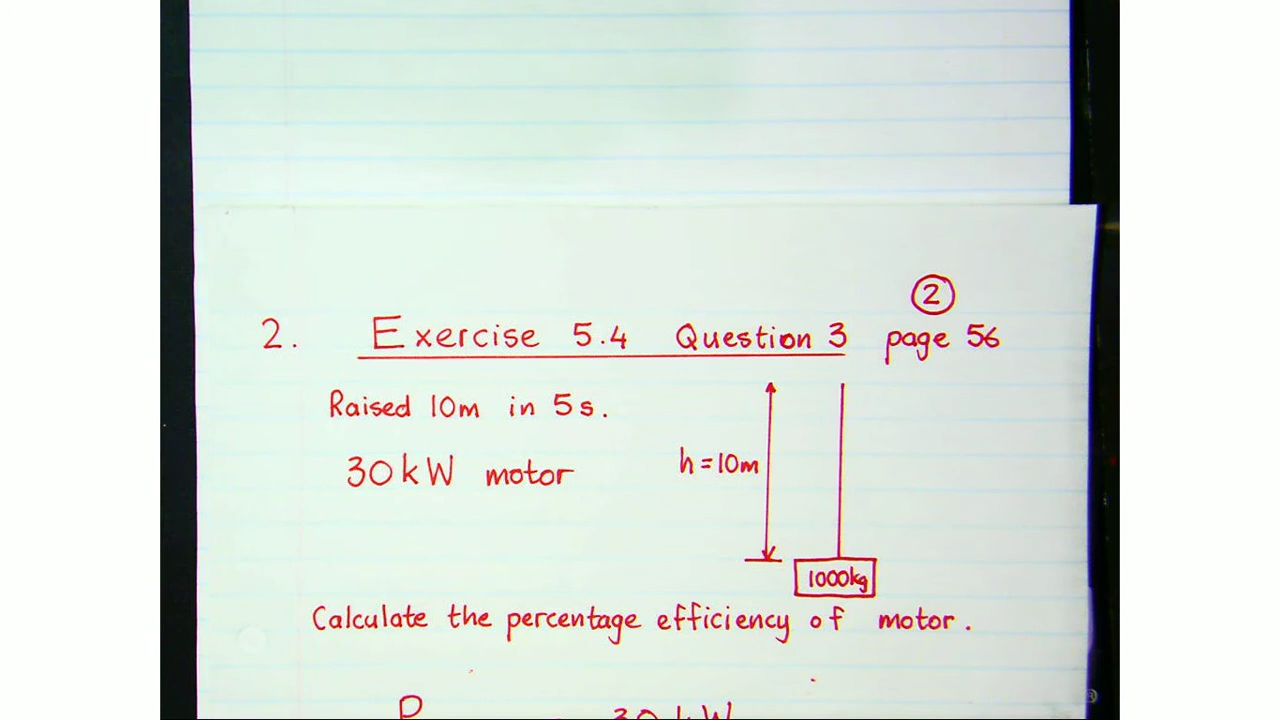 2
2. Exercise 5.4 Question 3 page 56
Raised 10m in 5s.
30kW motor
h=10m
1000kg
Calculate the percentage efficiency of motor.
P 30 kW